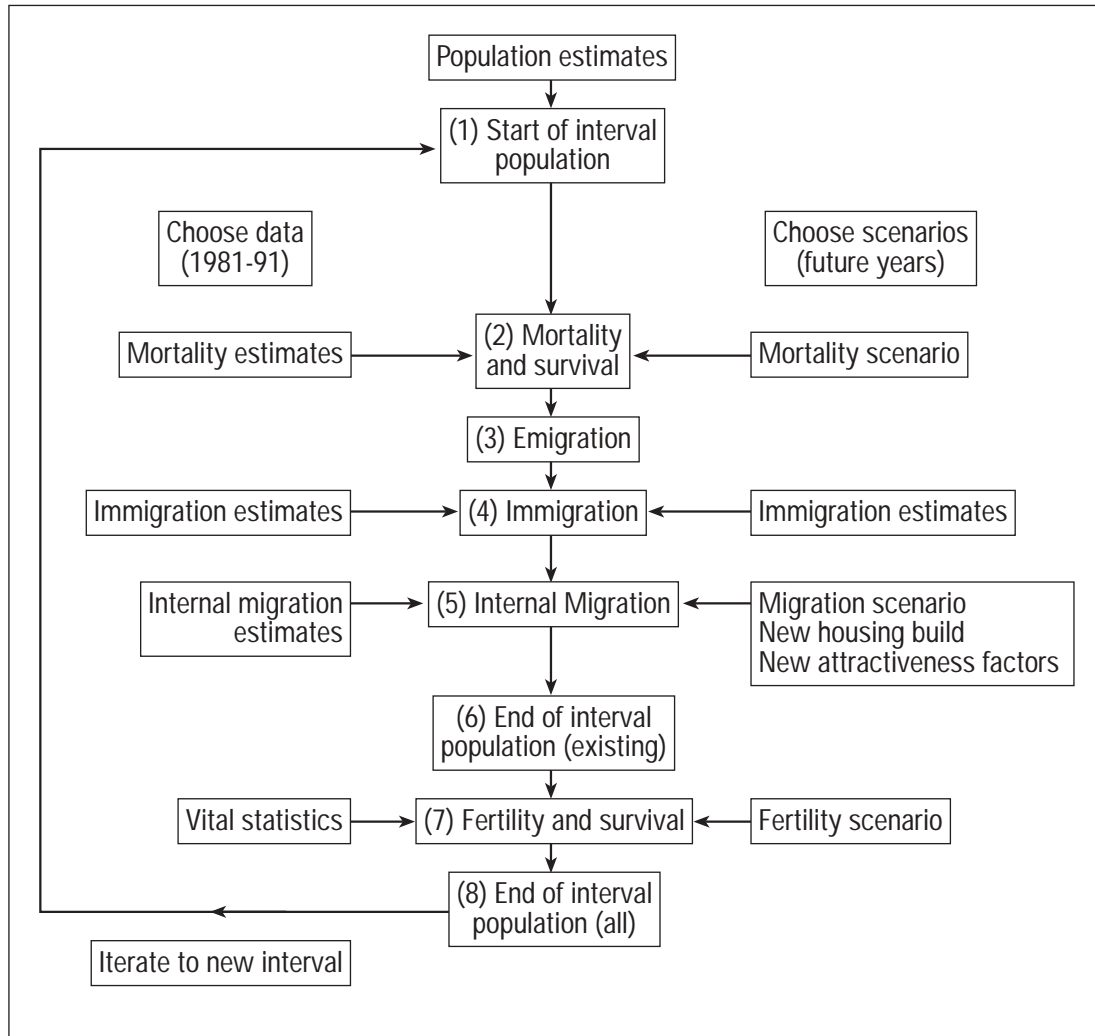 Population estimates
(1) Start of interval
population
Choose data
(1981-91)
Choose scenarios
(future years)
Mortality estimates
(2) Mortality
and survival
Mortality scenario
(3) Emigration
Immigration estimates
(4) Immigration
Immigration estimates
Internal migration
estimates
(5) Internal Migration
Migration scenario
New housing build
New attractiveness factors
(6) End of interval
population (existing)
Vital statistics
(7) Fertility and survival
Fertility scenario
(8) End of interval
population (all)
Iterate to new interval